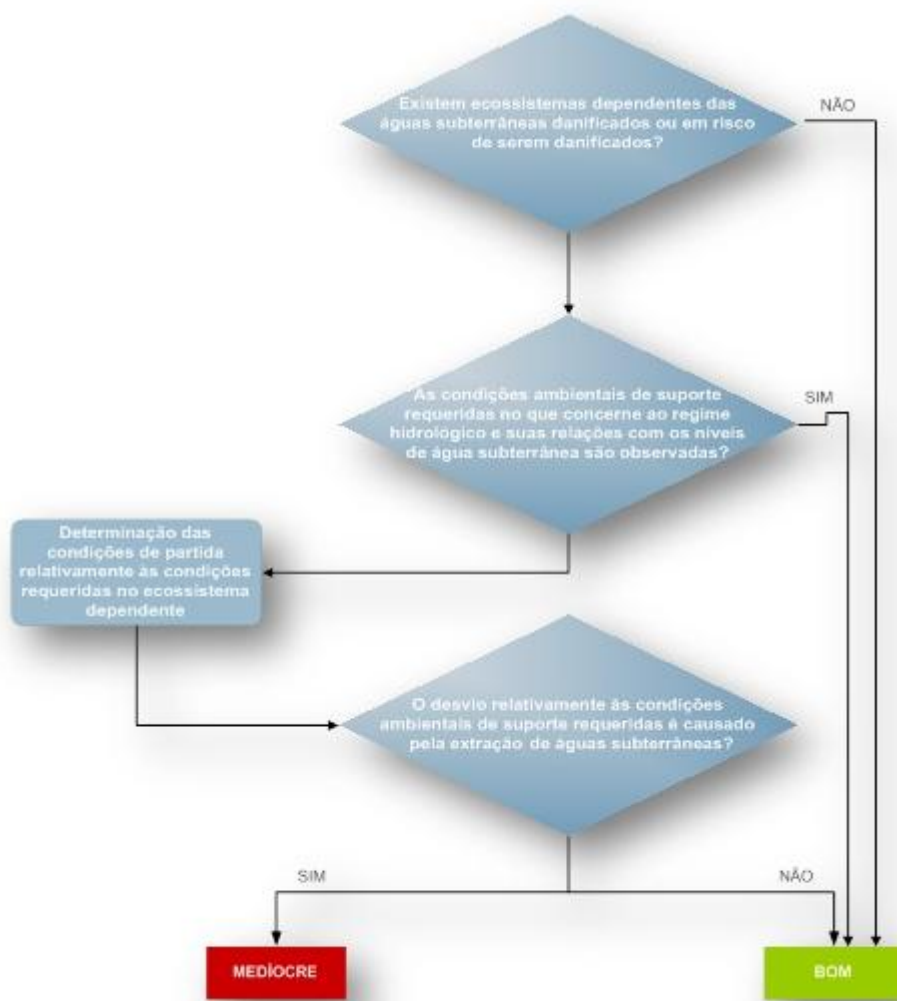 Existem ecossistemas dependentes das
águas subterrâneas danificados ou em risco
de serem danificados?
NÃO
As condições ambientais de suporte
requeridas no que concerne ao regime
hidrológico e suas relações com os níveis
de água subterrânea são observadas?
SIM
Determinação das
condições de partida
relativamente às condições
requeridas no ecossistema
dependente
O desvio relativamente às condições
ambientais de suporte requeridas é causado
pela extração de águas subterrâneas?
SIM
NÃO
MEDÍOCRE
BOM